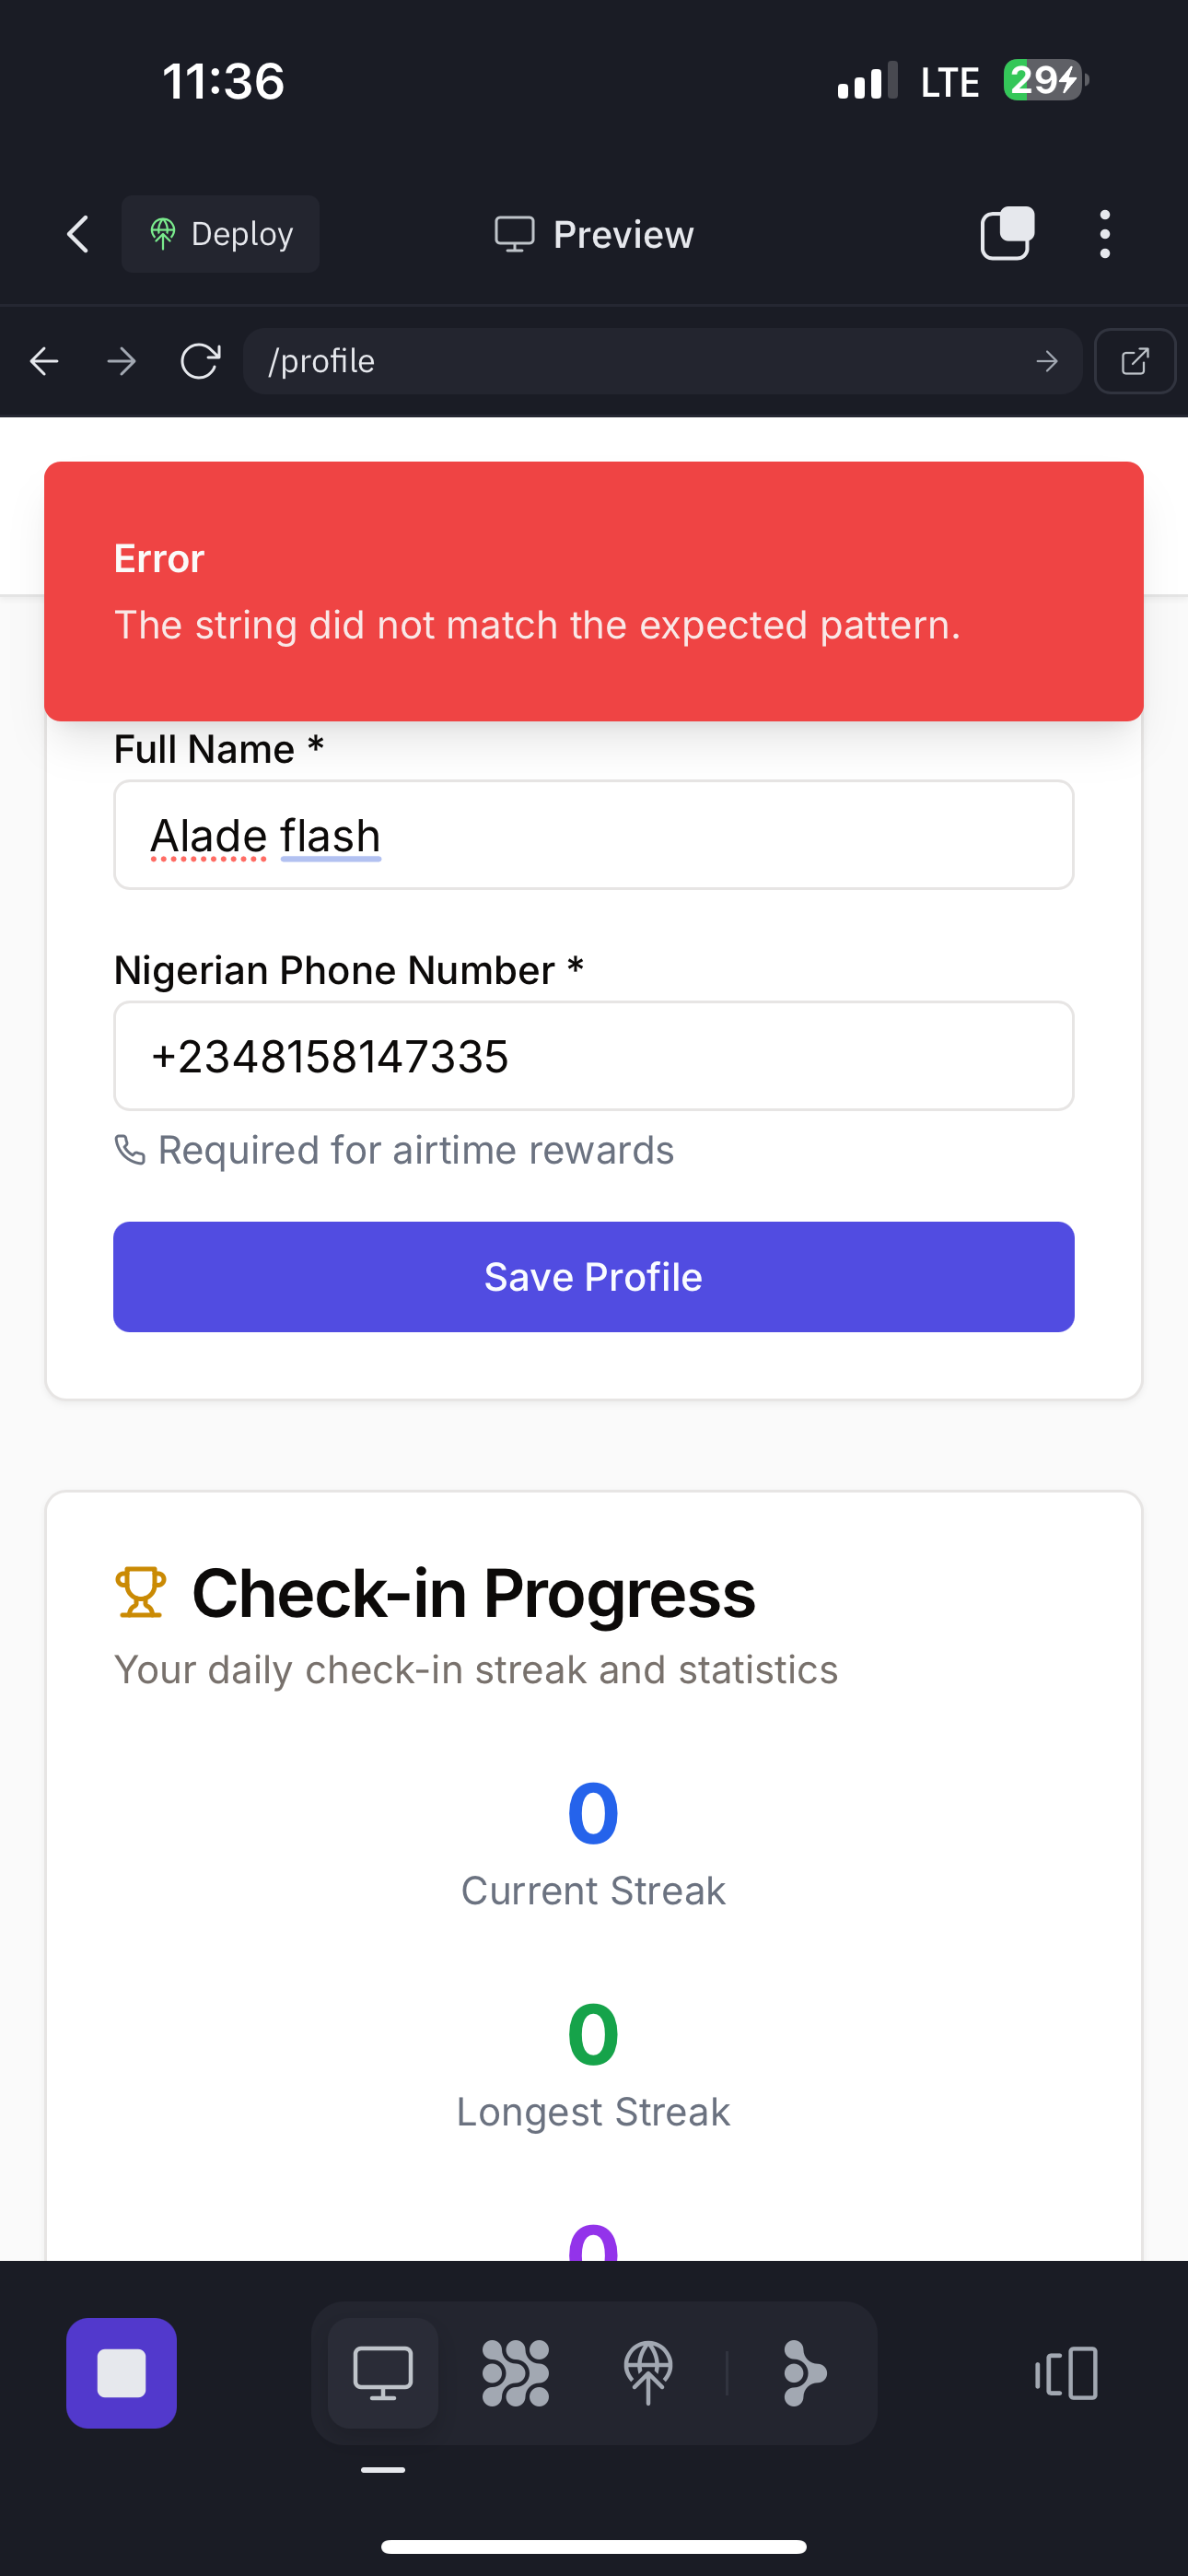 11:36
LTE
29
Deploy
Preview
/profile
Error
The string did not match the expected pattern.
Full Name *
Alade flash
Nigerian Phone Number *
+2348158147335
Required for airtime rewards
Save Profile
Check-in Progress
Your daily check-in streak and statistics
0
Current Streak
0
Longest Streak
0